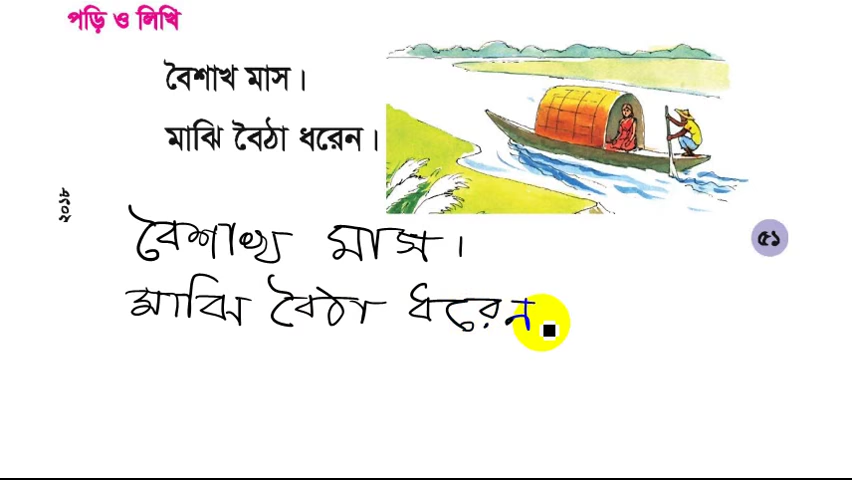 পড়ি ও লিখি
বৈশাখ মাস।
মাঝি বৈঠা ধরেন।
২০১৮
৫১
বৈশাখ মাস।
মাঝি বৈঠা ধরেন